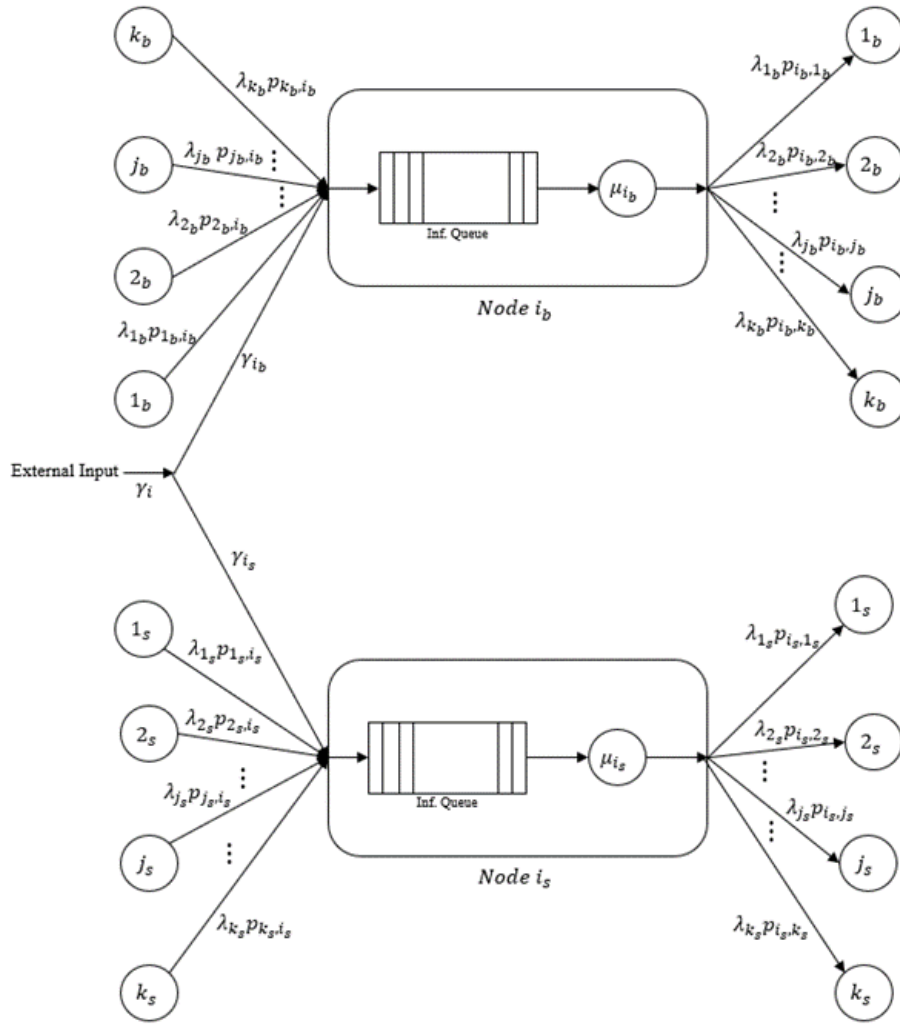 k_b
λ_{k_b} p_{k_b,i_b}
j_b
λ_{j_b} p_{j_b,i_b}
⋮
⋮
2_b
λ_{2_b} p_{2_b,i_b}
1_b
λ_{1_b} p_{1_b,i_b}
γ_{i_b}
Inf. Queue
μ_{i_b}
Node i_b
1_b
λ_{1_b} p_{i_b,1_b}
2_b
λ_{2_b} p_{i_b,2_b}
⋮
j_b
λ_{j_b} p_{i_b,j_b}
⋮
k_b
λ_{k_b} p_{i_b,k_b}
External Input
γ_i
γ_{i_s}
1_s
λ_{1_s} p_{1_s,i_s}
2_s
λ_{2_s} p_{2_s,i_s}
⋮
j_s
λ_{j_s} p_{j_s,i_s}
⋮
k_s
λ_{k_s} p_{k_s,i_s}
Inf. Queue
μ_{i_s}
Node i_s
1_s
λ_{1_s} p_{i_s,1_s}
2_s
λ_{2_s} p_{i_s,2_s}
⋮
j_s
λ_{j_s} p_{i_s,j_s}
⋮
k_s
λ_{k_s} p_{i_s,k_s}